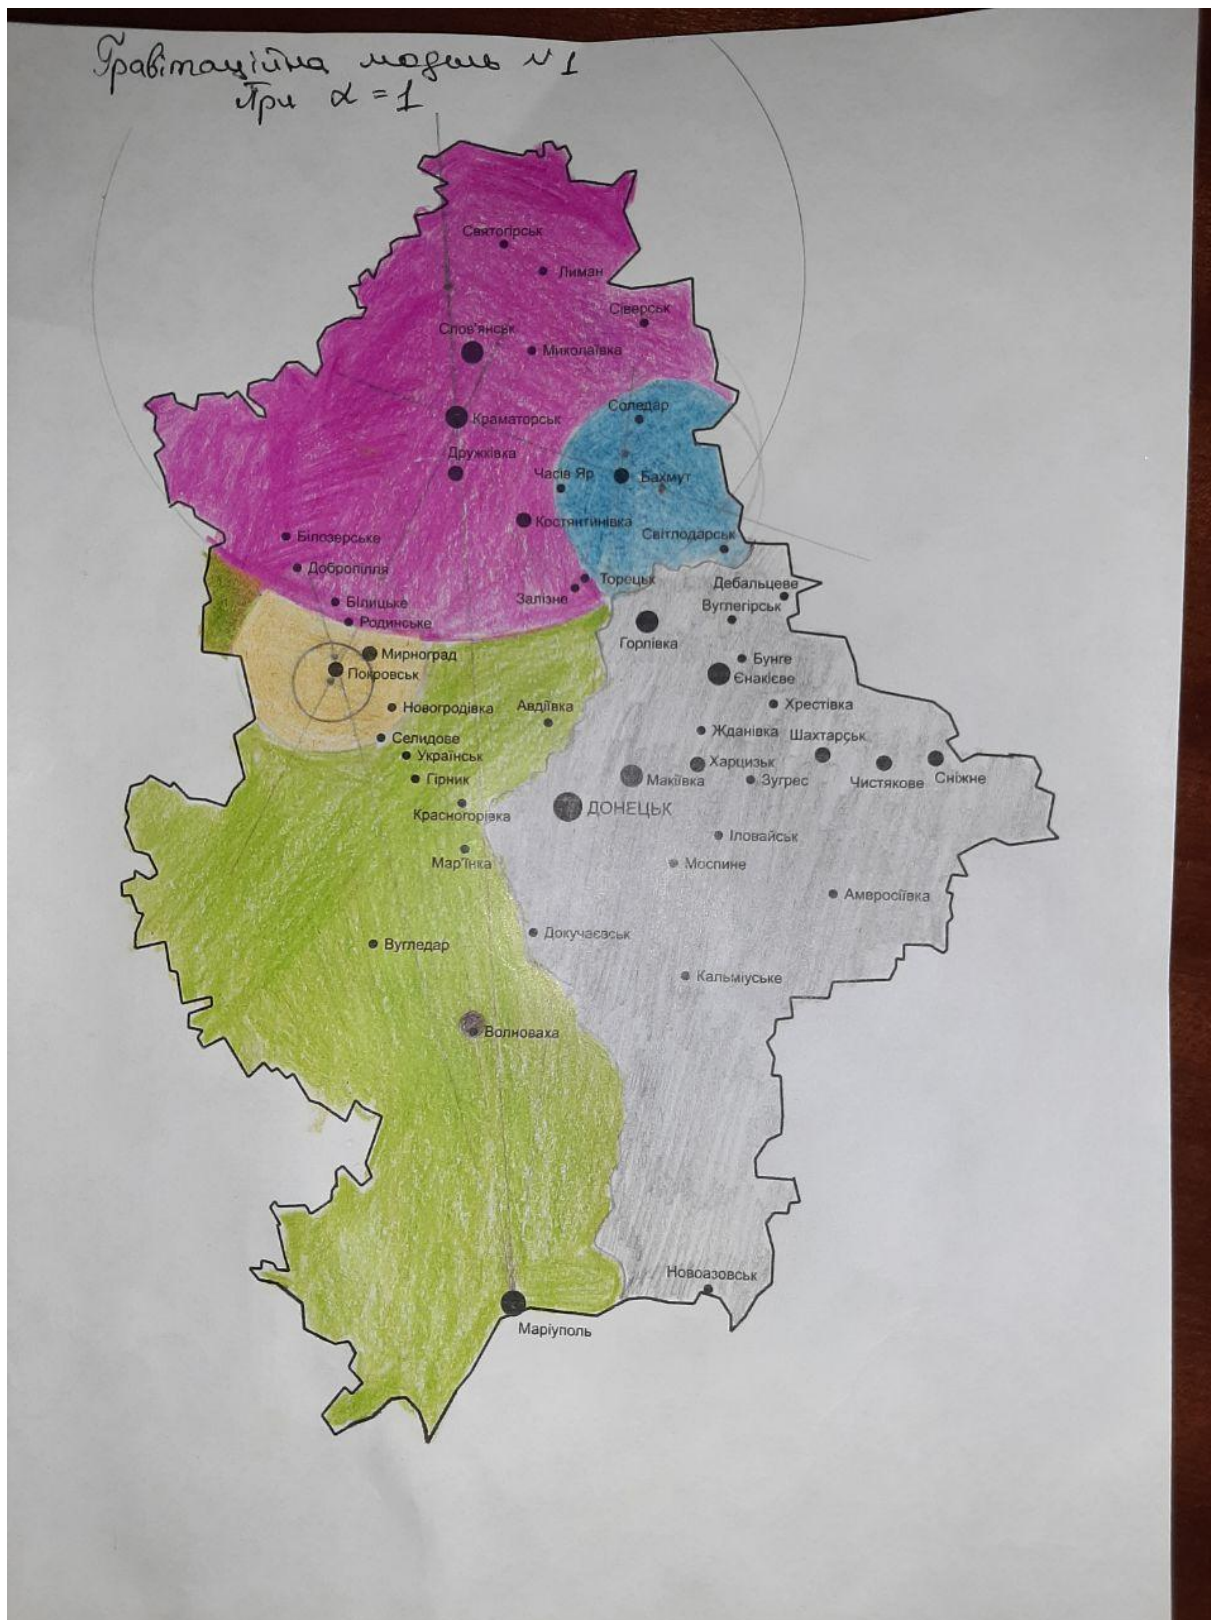 Гравітаційна модель №1
При α = 1
Святогірськ
Лиман
Сіверськ
Слов'янськ
Миколаївка
Соледар
Краматорськ
Дружківка
Часів Яр
Бахмут
Костянтинівка
Світлодарськ
Білозерське
Добропілля
Торецьк
Дебальцеве
Залізне
Білицьке
Вуглегірськ
Родинське
Горлівка
Мирноград
Бунге
Покровськ
Єнакієве
Новогродівка
Авдіївка
Хрестівка
Селидове
Жданівка
Шахтарськ
Українськ
Харцизьк
Гірник
Макіївка
Зугрес
Чистякове
Сніжне
Красногорівка
ДОНЕЦЬК
Іловайськ
Мар'їнка
Моспине
Амвросіївка
Вугледар
Докучаєвськ
Кальміуське
Волноваха
Новоазовськ
Маріуполь